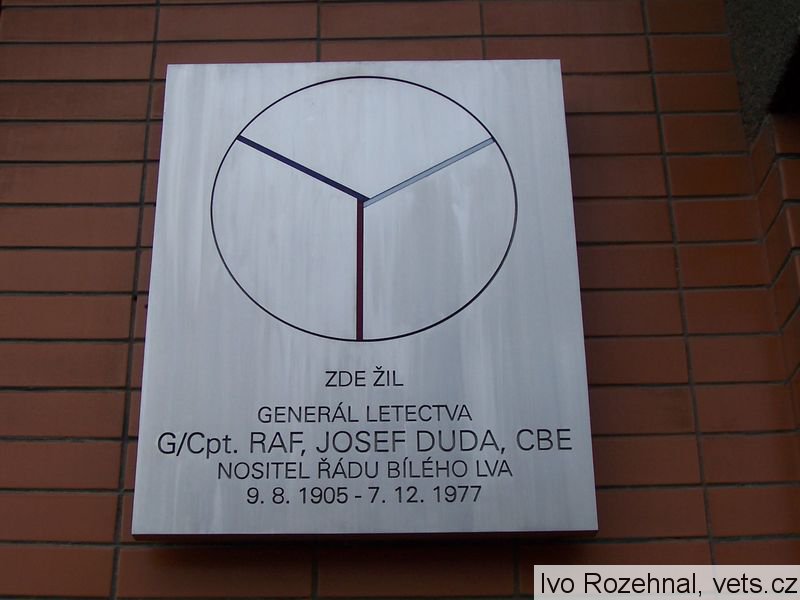 ZDE ŽIL
GENERÁL LETECTVA
G/Cpt. RAF, JOSEF DUDA, CBE
NOSITEL ŘÁDU BÍLÉHO LVA
9. 8. 1905 - 7. 12. 1977
Ivo Rozehnal, vets.cz